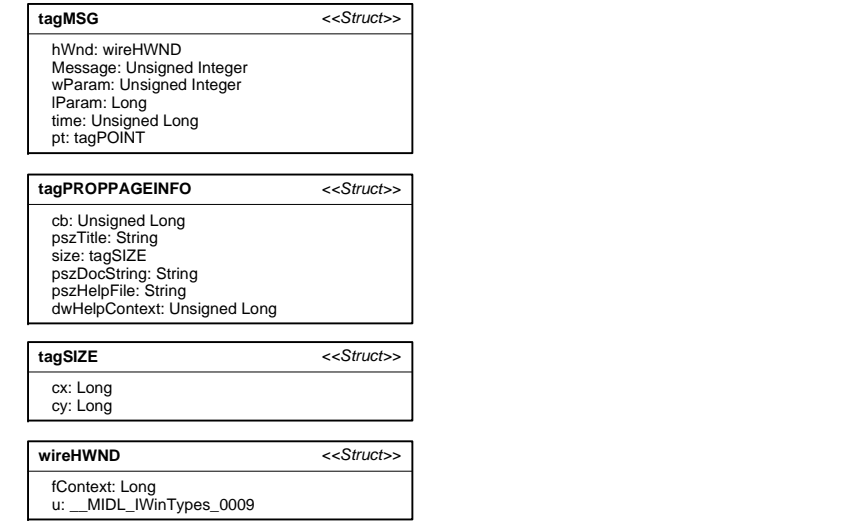 tagMSG <<Struct>>
hWnd: wireHWND
Message: Unsigned Integer
wParam: Unsigned Integer
lParam: Long
time: Unsigned Long
pt: tagPOINT
tagPROPPAGEINFO <<Struct>>
cb: Unsigned Long
pszTitle: String
size: tagSIZE
pszDocString: String
pszHelpFile: String
dwHelpContext: Unsigned Long
tagSIZE <<Struct>>
cx: Long
cy: Long
wireHWND <<Struct>>
fContext: Long
u: __MIDL_IWinTypes_0009